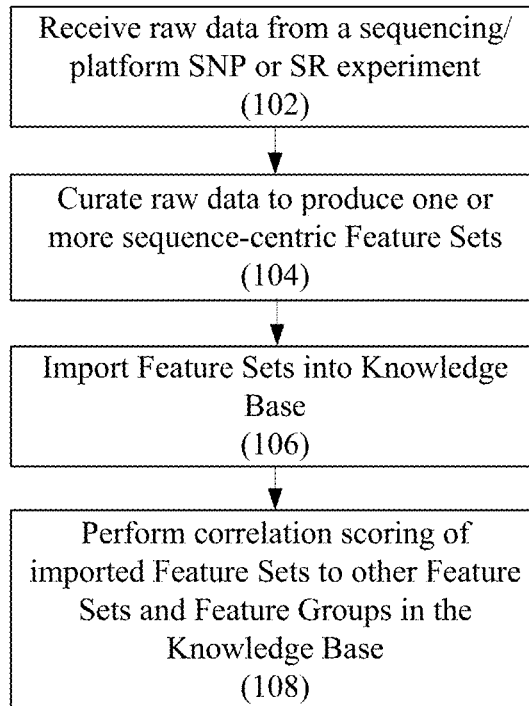 Receive raw data from a sequencing/
platform SNP or SR experiment
(102)
Curate raw data to produce one or
more sequence-centric Feature Sets
(104)
Import Feature Sets into Knowledge
Base
(106)
Perform correlation scoring of
imported Feature Sets to other Feature
Sets and Feature Groups in the
Knowledge Base
(108)